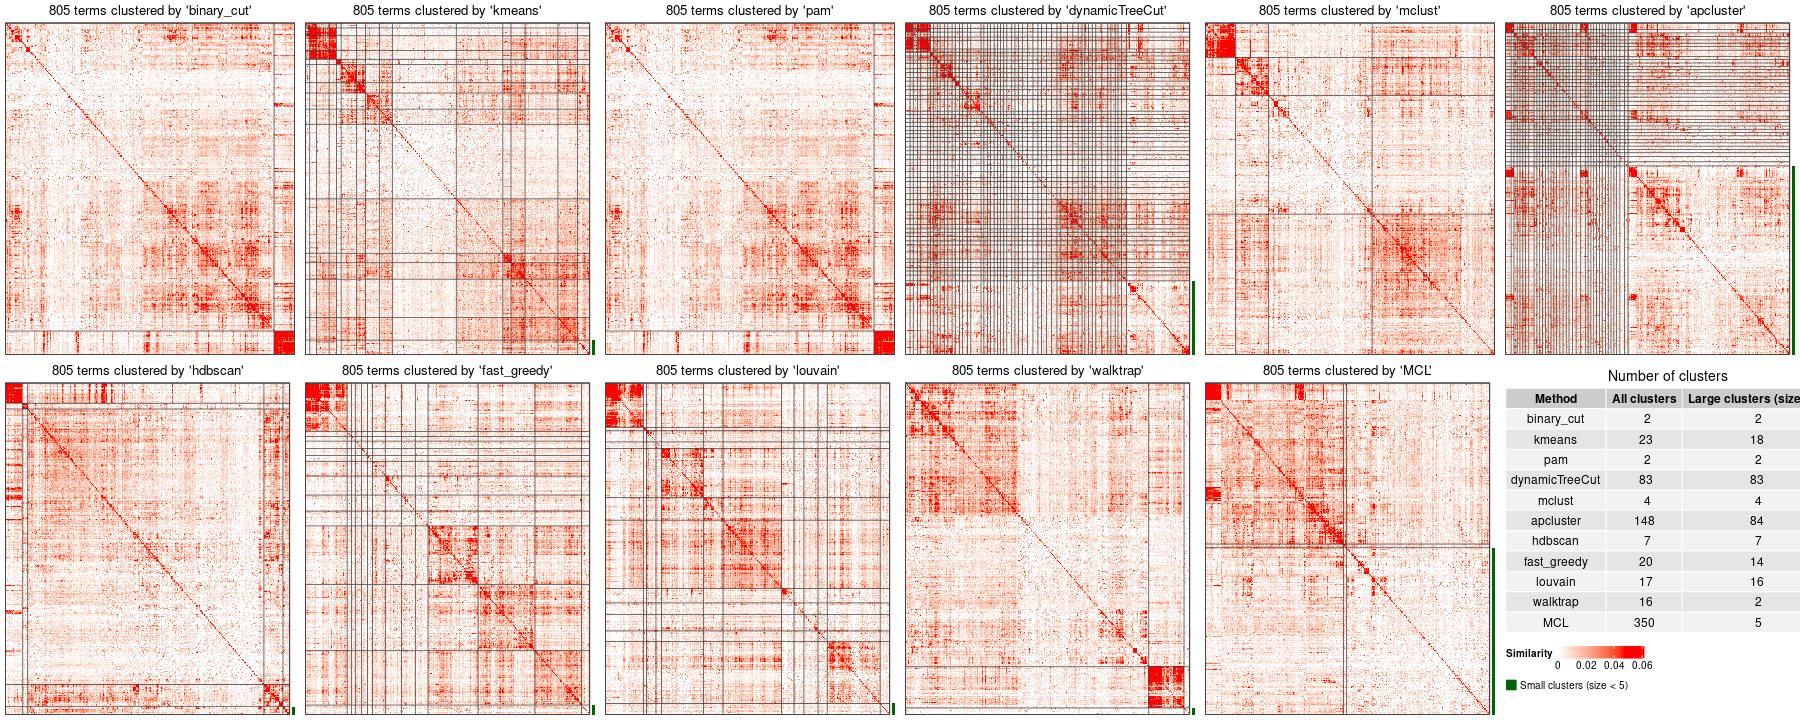 805 terms clustered by 'binary_cut'
805 terms clustered by 'kmeans'
805 terms clustered by 'pam'
805 terms clustered by 'dynamicTreeCut'
805 terms clustered by 'mclust'
805 terms clustered by 'apcluster'
805 terms clustered by 'hdbscan'
805 terms clustered by 'fast_greedy'
805 terms clustered by 'louvain'
805 terms clustered by 'walktrap'
805 terms clustered by 'MCL'
Number of clusters
Method All clusters Large clusters (size
binary_cut 2 2
kmeans 23 18
pam 2 2
dynamicTreeCut 83 83
mclust 4 4
apcluster 148 84
hdbscan 7 7
fast_greedy 20 14
louvain 17 16
walktrap 16 2
MCL 350 5
Similarity
0 0.02 0.04 0.06
Small clusters (size < 5)